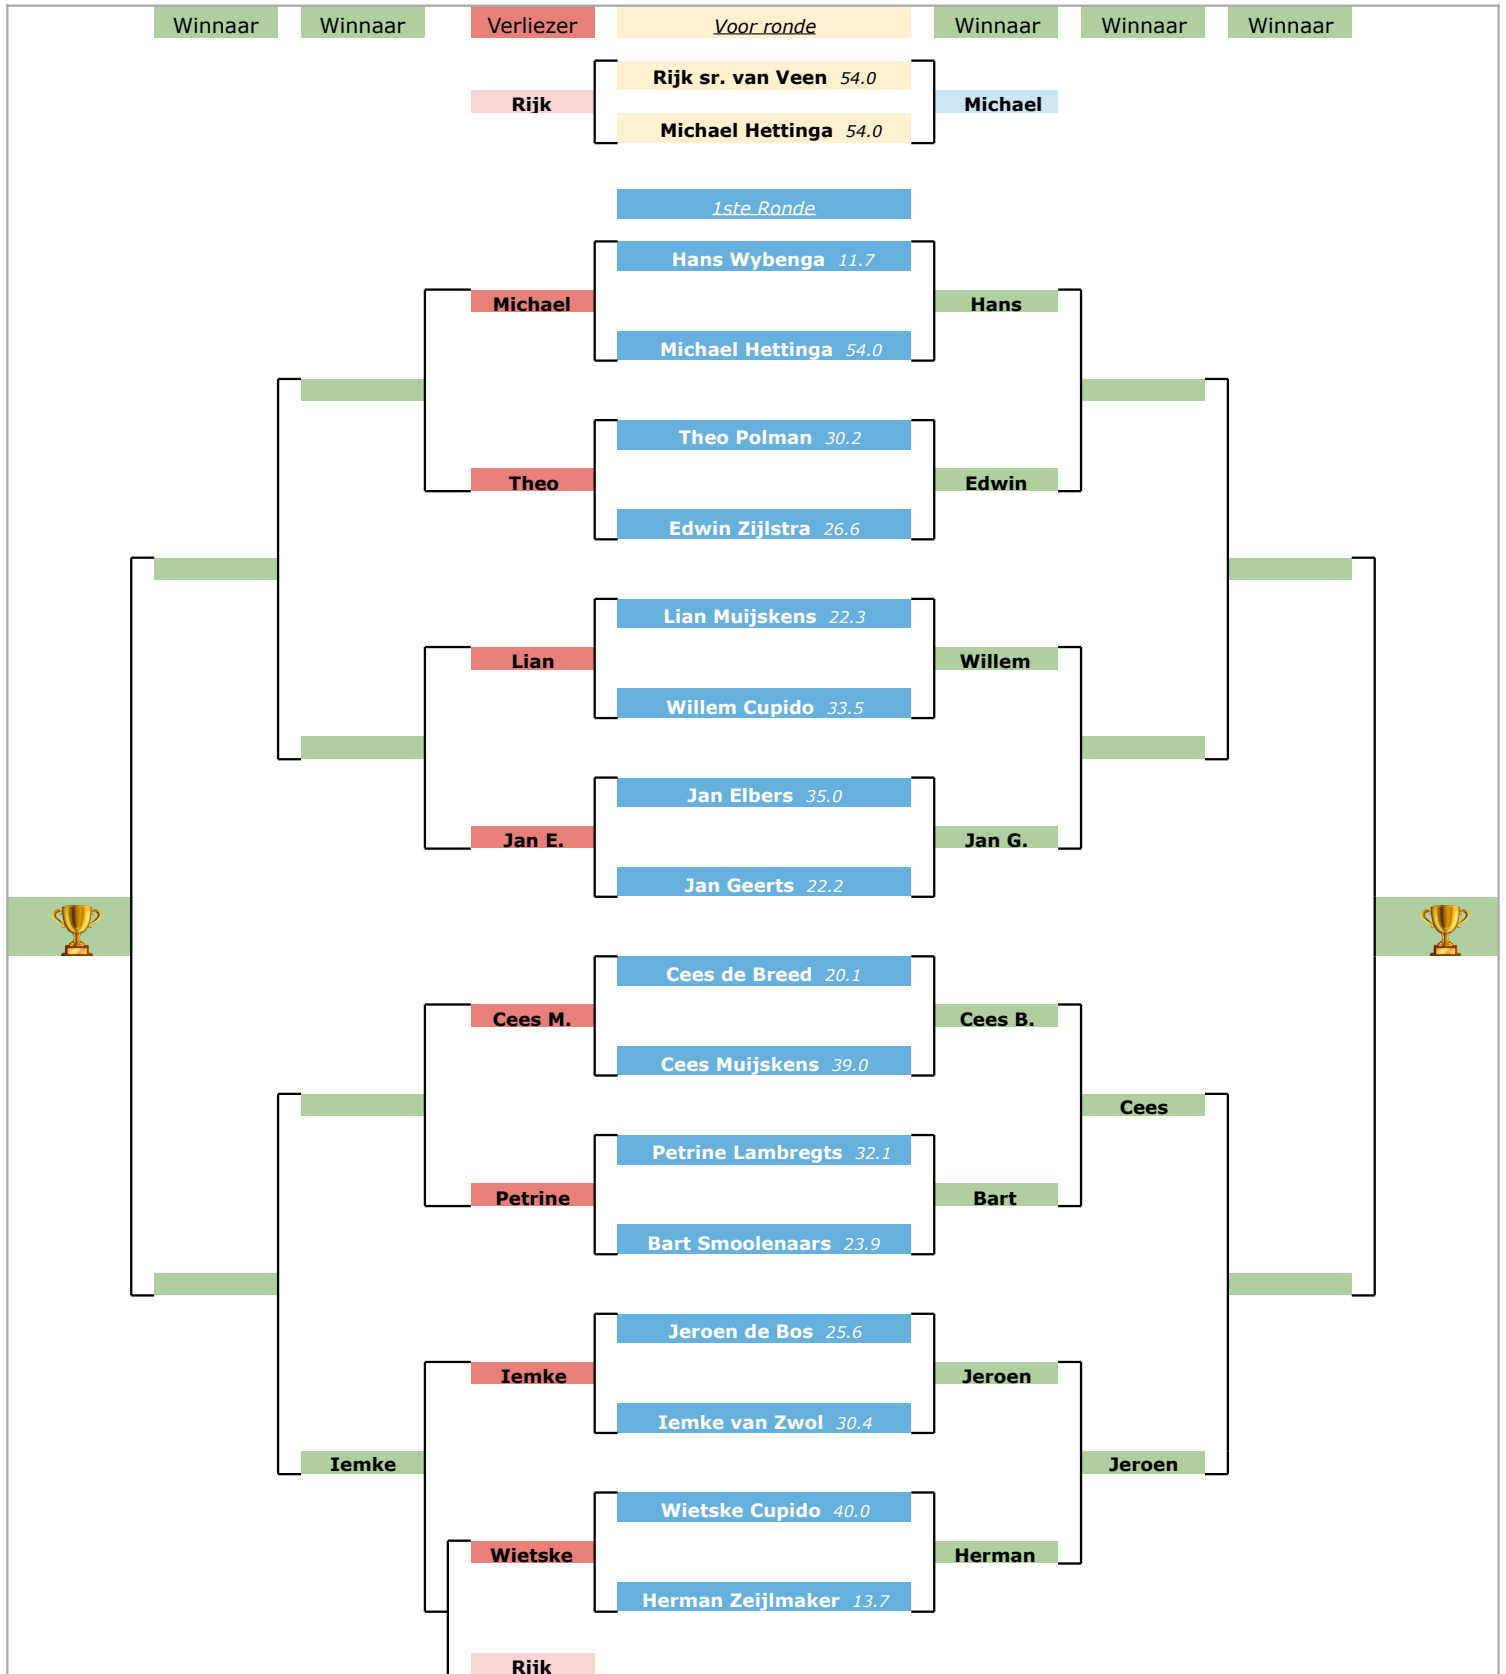 Winnaar Winnaar Verliezer Voor ronde Winnaar Winnaar Winnaar
Rijk sr. van Veen 54.0
Rijk Michael
Michael Hettinga 54.0
1ste Ronde
Hans Wybenga 11.7
Michael Hans
Michael Hettinga 54.0
Theo Polman 30.2
Theo Edwin
Edwin Zijlstra 26.6
Lian Muijskens 22.3
Lian Willem
Willem Cupido 33.5
Jan Elbers 35.0
Jan E. Jan G.
Jan Geerts 22.2
Cees de Breed 20.1
Cees M. Cees B.
Cees Muijskens 39.0
Cees
Petrine Lambregts 32.1
Petrine Bart
Bart Smoolenaars 23.9
Jeroen de Bos 25.6
Iemke Jeroen
Iemke van Zwol 30.4
Iemke Jeroen
Wietske Cupido 40.0
Wietske Herman
Herman Zeijlmaker 13.7
Rijk